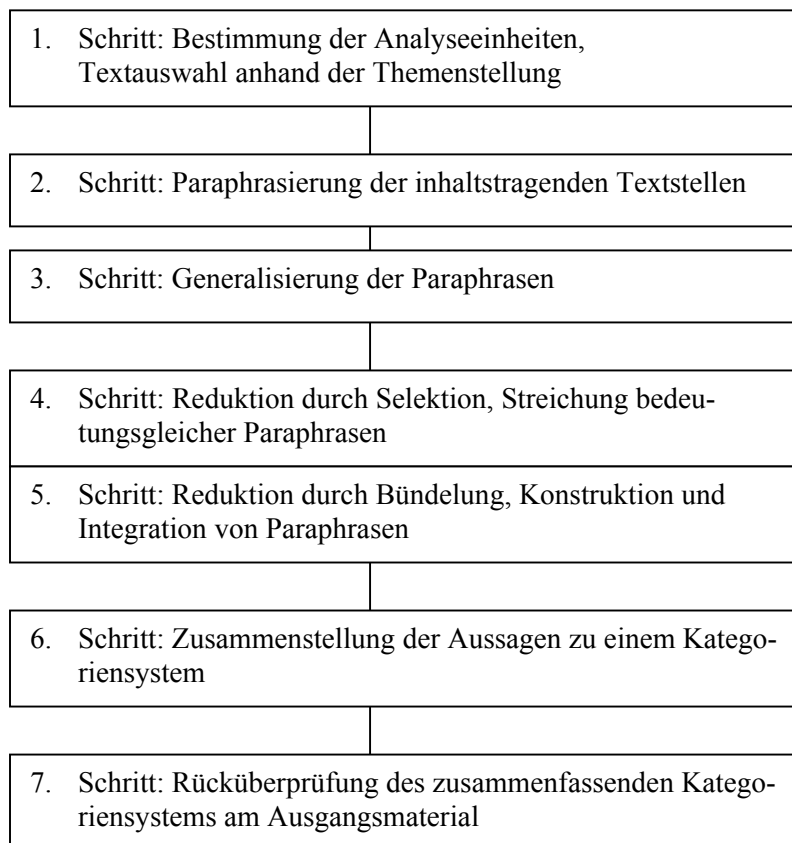 1. Schritt: Bestimmung der Analyseeinheiten,
Textauswahl anhand der Themenstellung
2. Schritt: Paraphrasierung der inhaltstragenden Textstellen
3. Schritt: Generalisierung der Paraphrasen
4. Schritt: Reduktion durch Selektion, Streichung bedeu-
tungsgleicher Paraphrasen
5. Schritt: Reduktion durch Bündelung, Konstruktion und
Integration von Paraphrasen
6. Schritt: Zusammenstellung der Aussagen zu einem Katego-
riensystem
7. Schritt: Rücküberprüfung des zusammenfassenden Katego-
riensystems am Ausgangsmaterial